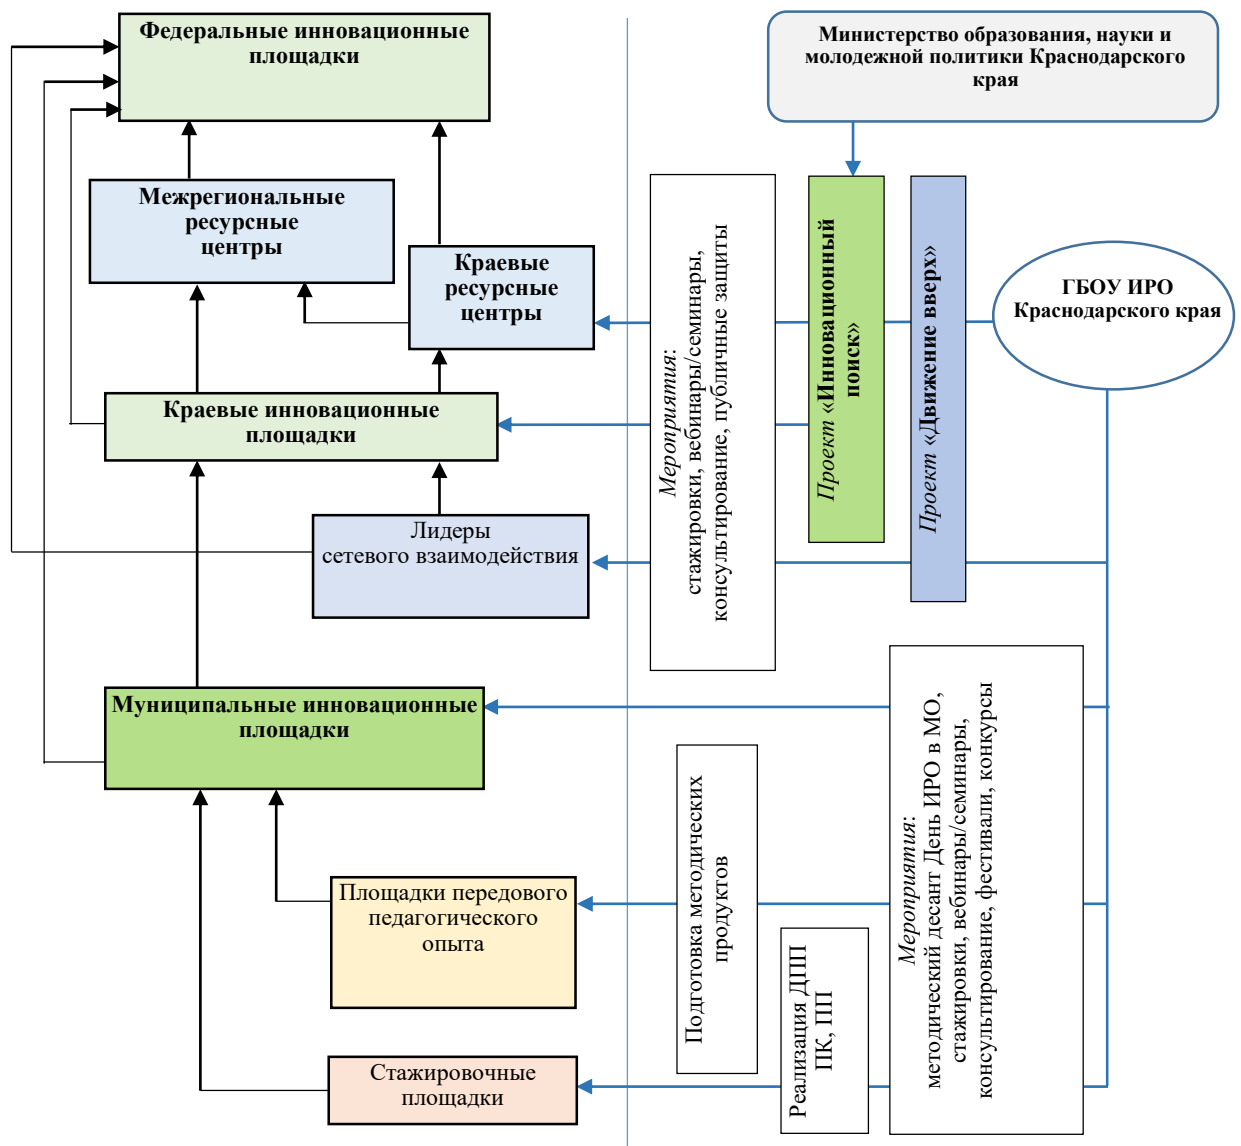 Федеральные инновационные
площадки
Министерство образования, науки и
молодежной политики Краснодарского
края
Межрегиональные
ресурсные
центры
Краевые
ресурсные
центры
Краевые инновационные
площадки
Лидеры
сетевого взаимодействия
Мероприятия:
стажировки, вебинары/семинары,
консультирование, публичные защиты
Проект «Инновационный
поиск»
Проект «Движение вверх»
ГБОУ ИРО
Краснодарского края
Муниципальные инновационные
площадки
Площадки передового
педагогического
опыта
Стажировочные
площадки
Подготовка методических
продуктов
Реализация ДПП
ПК, ПП
Мероприятия:
методический десант День ИРО в МО,
стажировки, вебинары/семинары,
консультирование, фестивали, конкурсы